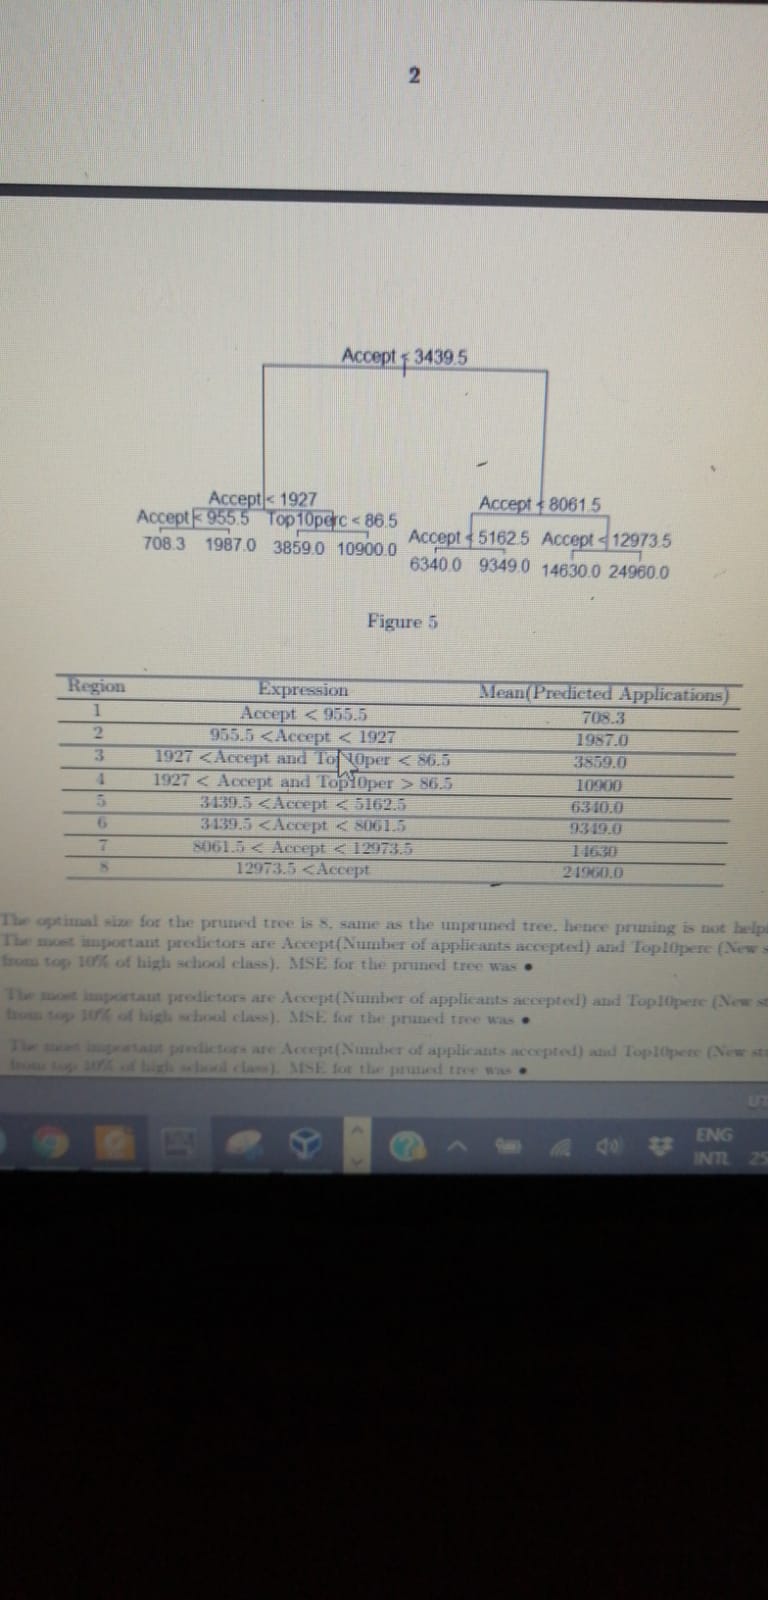 2
Accept < 3439.5
Accept < 1927
Accept < 8061.5
Accept < 955.5 Top10perc < 86.5
Accept < 5162.5 Accept < 12973.5
708.3 1987.0 3859.0 10900.0
6340.0 9349.0 14630.0 24960.0
Figure 5
Region Expression Mean(Predicted Applications)
1 Accept < 955.5 708.3
2 955.5 <Accept < 1927 1987.0
3 1927 <Accept and Top10per < 86.5 3859.0
4 1927 < Accept and Top10per > 86.5 10900
5 3439.5 <Accept < 5162.5 6340.0
6 3439.5 <Accept < 8061.5 9349.0
7 8061.5 < Accept < 12973.5 14630
8 12973.5 <Accept 24960.0
The optimal size for the pruned tree is 8, same as the unpruned tree, hence pruning is not
The most important predictors are Accept(Number of applicants accepted) and Top10perc (New
from top 10% of high school class). MSE for the pruned tree was •
The most important predictors are Accept(Number of applicants accepted) and Top10perc (New
from top 10% of high school class). MSE for the pruned tree was •
The most important predictors are Accept(Number of applicants accepted) and Top10perc (New
from top 10% of high school class). MSE for the pruned tree was •
ENG
INTL 25